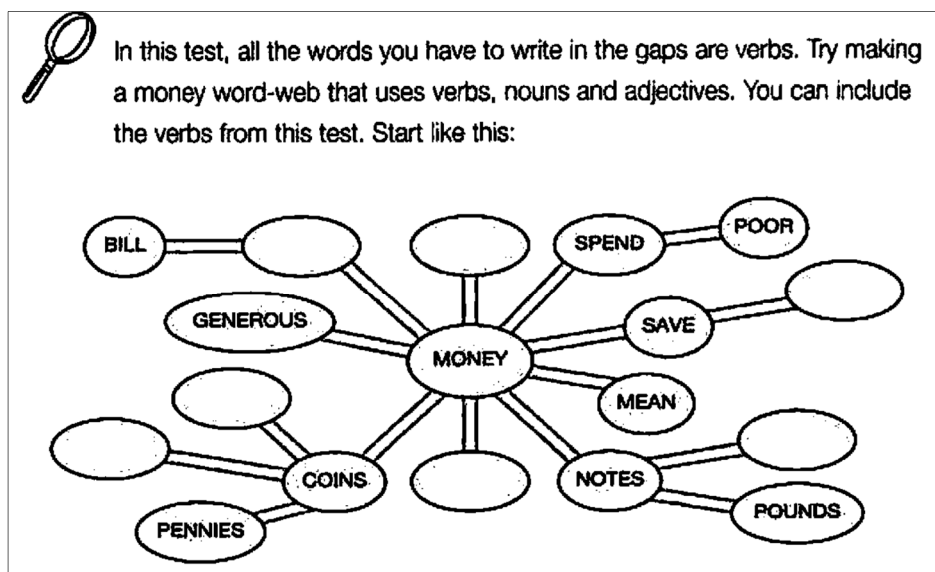 In this test, all the words you have to write in the gaps are verbs. Try making
a money word-web that uses verbs, nouns and adjectives. You can include
the verbs from this test. Start like this:
BILL
SPEND
POOR
GENEROUS
SAVE
MONEY
MEAN
COINS
NOTES
PENNIES
POUNDS